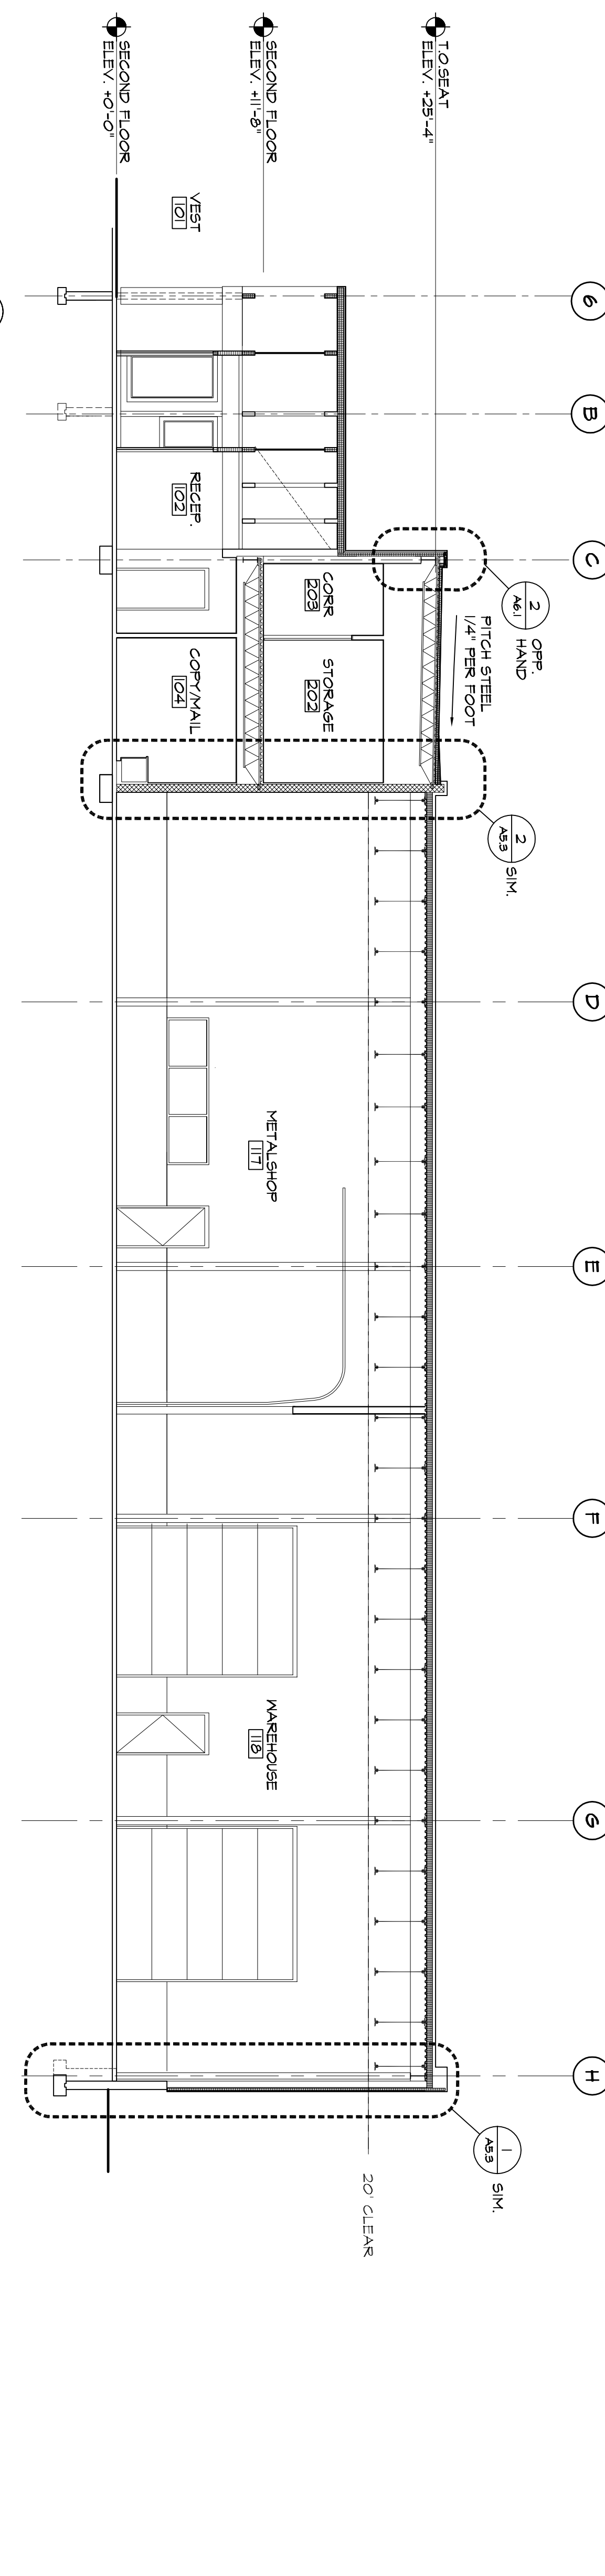 T.O.SEAT
ELEV. +25'-4"
SECOND FLOOR
ELEV. +11'-8"
SECOND FLOOR
ELEV. +0'-0"
6
B
C
D
E
F
G
H
2
A6.1
OPP.
HAND
PITCH STEEL
1/4" PER FOOT
2
A5.3
SIM.
1
A5.3
SIM.
20' CLEAR
VEST
101
RECEP.
102
CORR
203
STORAGE
202
COPY/MAIL
104
METALSHOP
117
WAREHOUSE
118